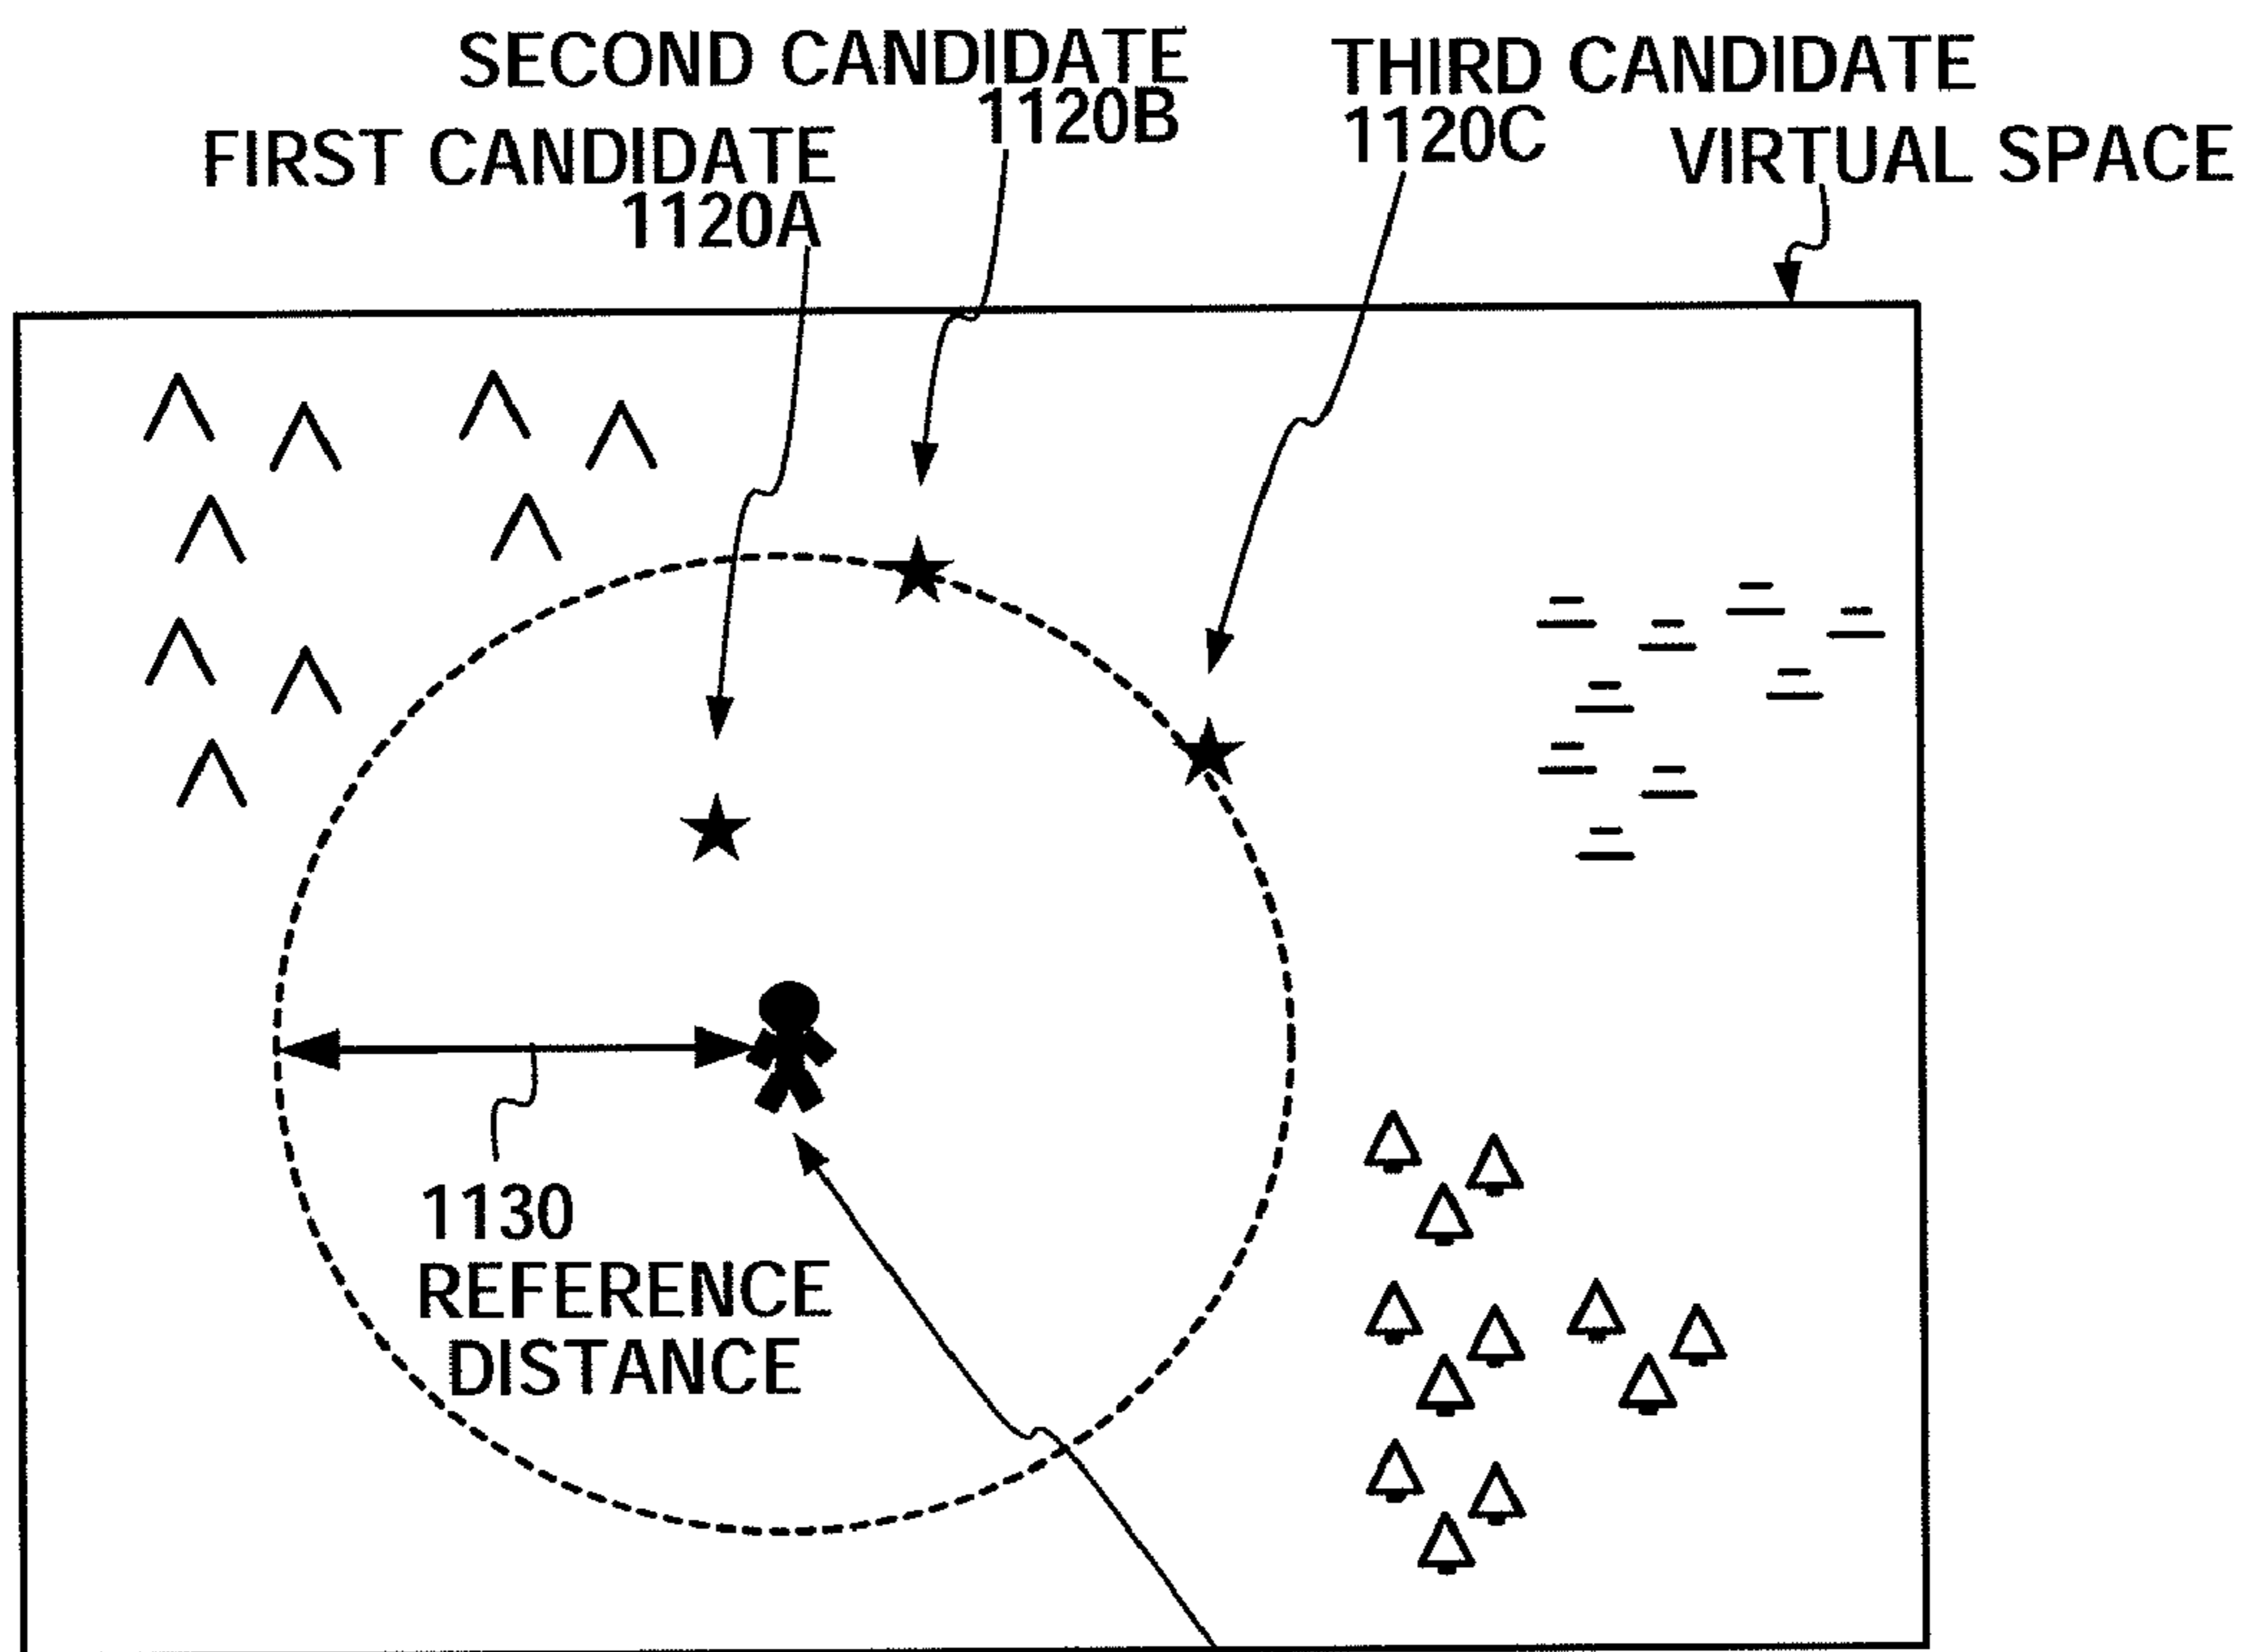 SECOND CANDIDATE
1120B
THIRD CANDIDATE
1120C
FIRST CANDIDATE
1120A
VIRTUAL SPACE
1130
REFERENCE
DISTANCE